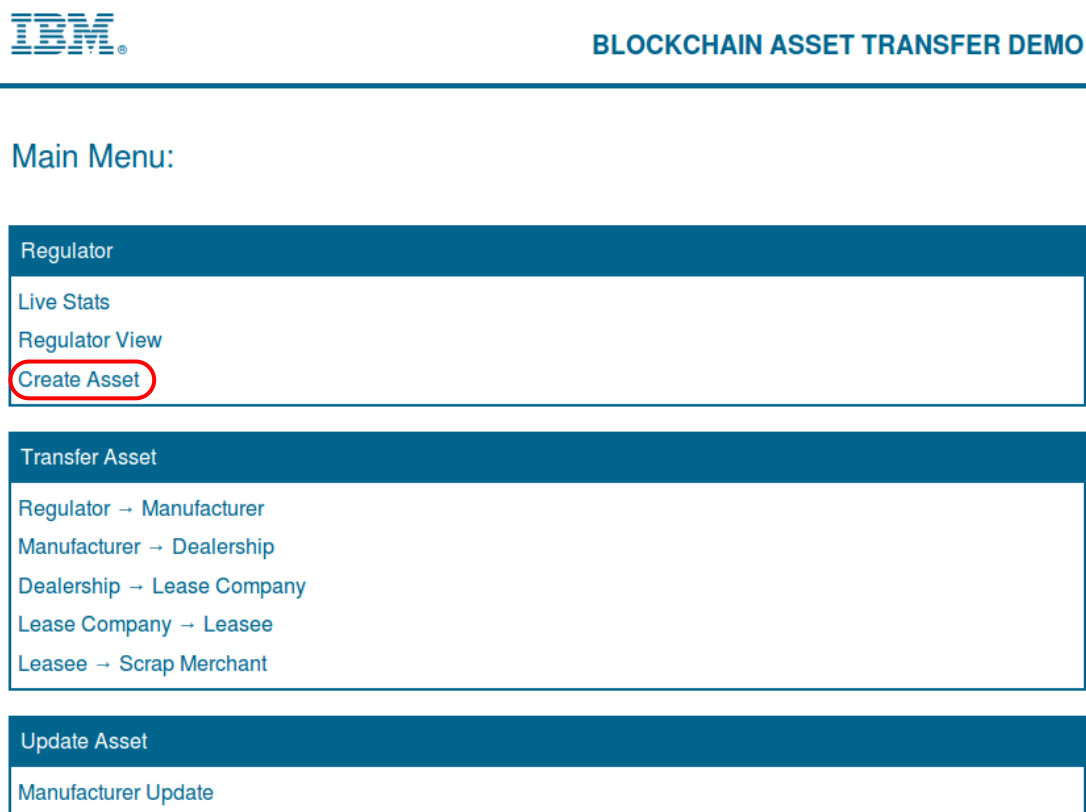 IBM®
BLOCKCHAIN ASSET TRANSFER DEMO
Main Menu:
Regulator
Live Stats
Regulator View
Create Asset
Transfer Asset
Regulator → Manufacturer
Manufacturer → Dealership
Dealership → Lease Company
Lease Company → Leasee
Leasee → Scrap Merchant
Update Asset
Manufacturer Update